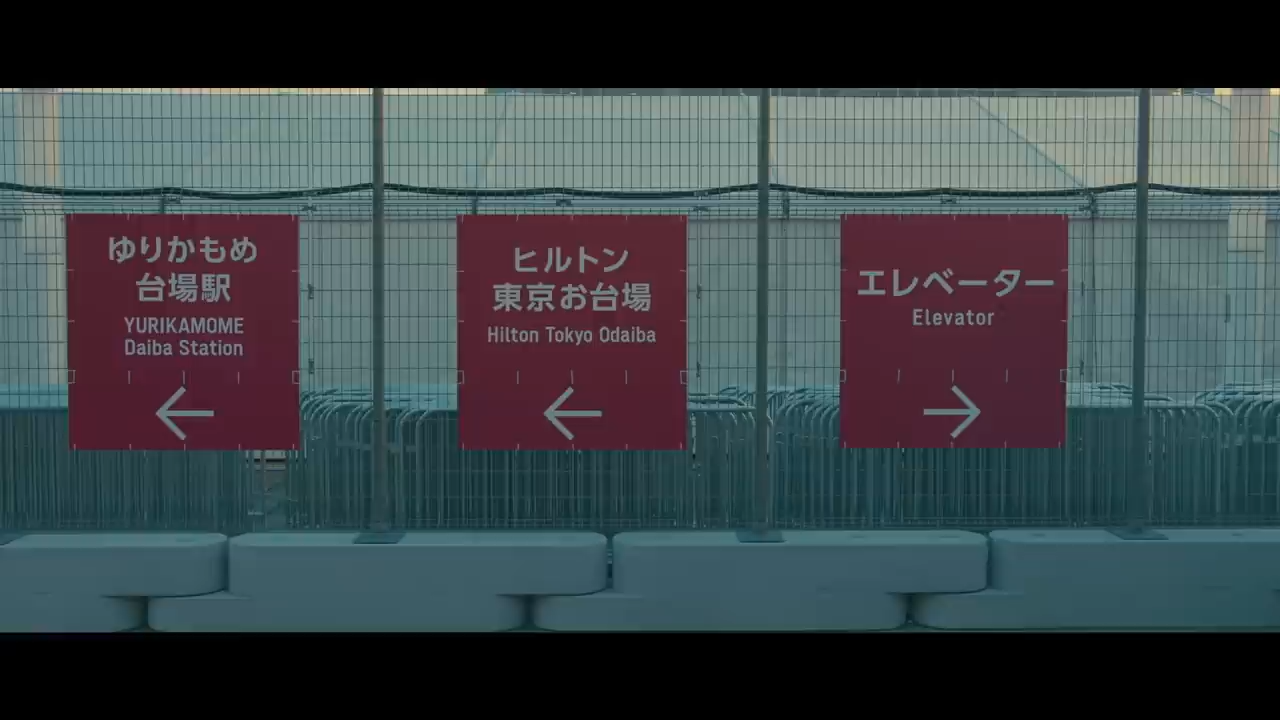 ゆりかもめ
台場駅
YURIKAMOME
Daiba Station
←
ヒルトン
東京お台場
Hilton Tokyo Odaiba
←
エレベーター
Elevator
→